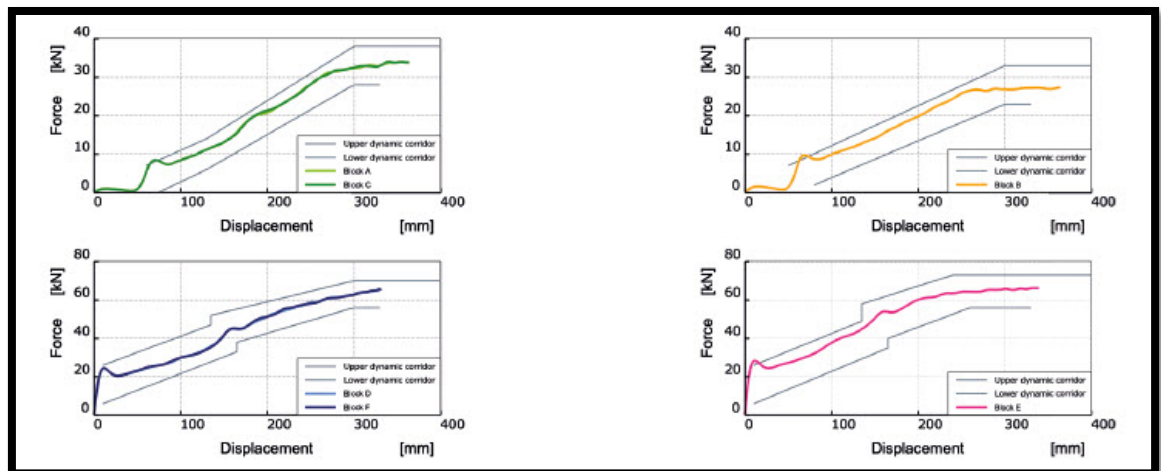 40
[kN]
30
Force
20
10
0
Upper dynamic corridor
Lower dynamic corridor
Block A
Block C
0 100 200 300 400
Displacement [mm]
40
[kN]
30
Force
20
10
0
Upper dynamic corridor
Lower dynamic corridor
Block B
0 100 200 300 400
Displacement [mm]
80
[kN]
60
Force
40
20
0
Upper dynamic corridor
Lower dynamic corridor
Block D
Block F
0 100 200 300 400
Displacement [mm]
80
[kN]
60
Force
40
20
0
Upper dynamic corridor
Lower dynamic corridor
Block E
0 100 200 300 400
Displacement [mm]